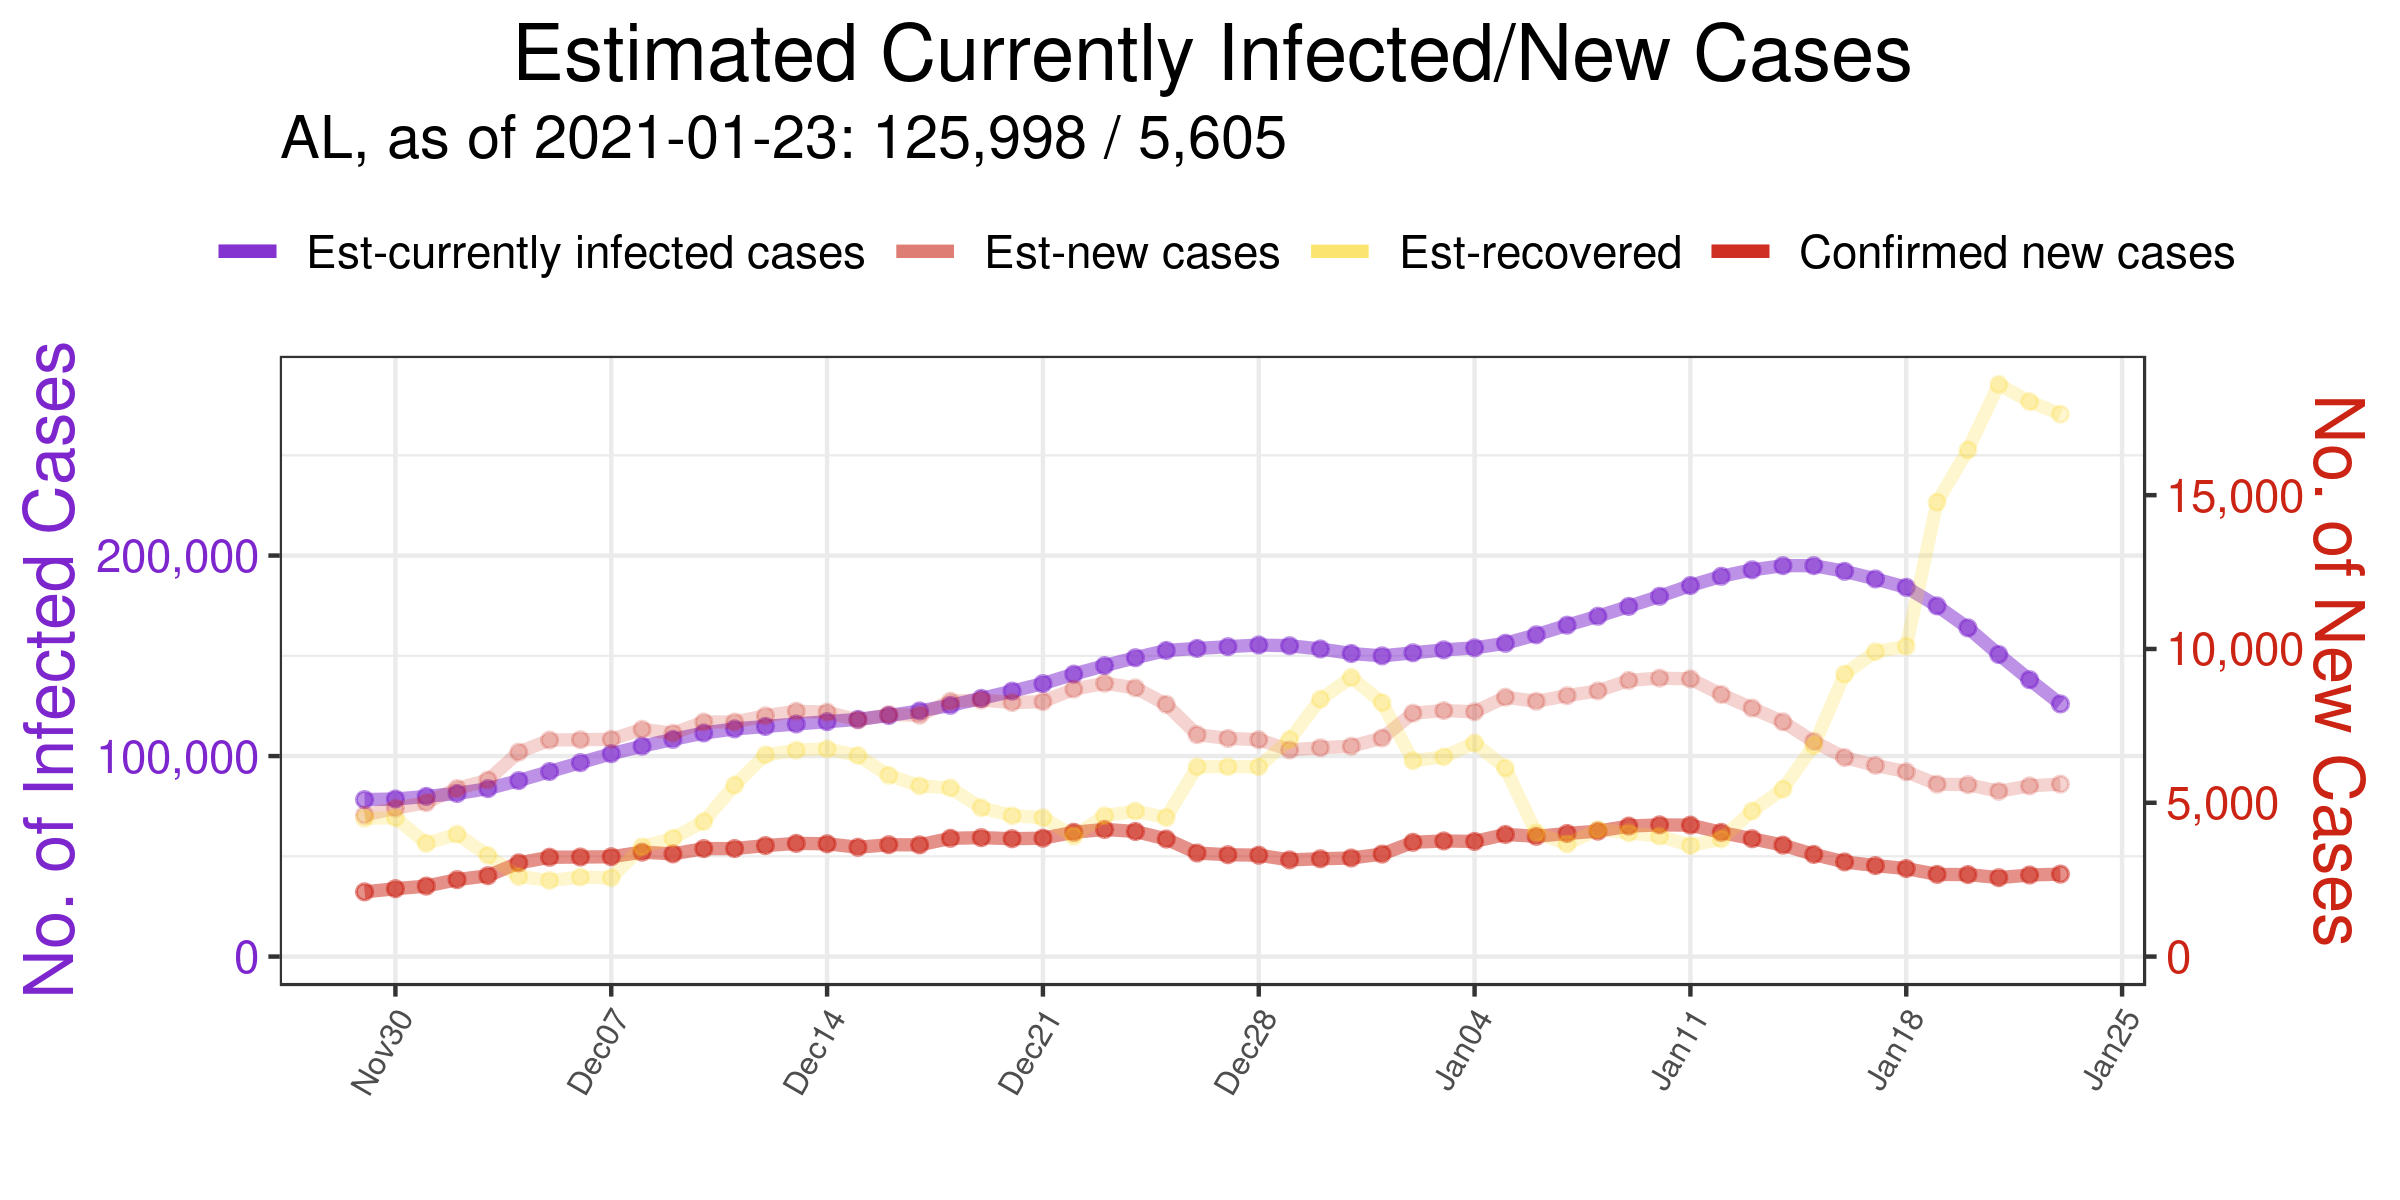 Estimated Currently Infected/New Cases
AL, as of 2021-01-23: 125,998 / 5,605
Est-currently infected cases Est-new cases Est-recovered Confirmed new cases
No. of Infected Cases
200,000
100,000
0
15,000
10,000
5,000
0
No. of New Cases
Nov30 Dec07 Dec14 Dec21 Dec28 Jan04 Jan11 Jan18 Jan25